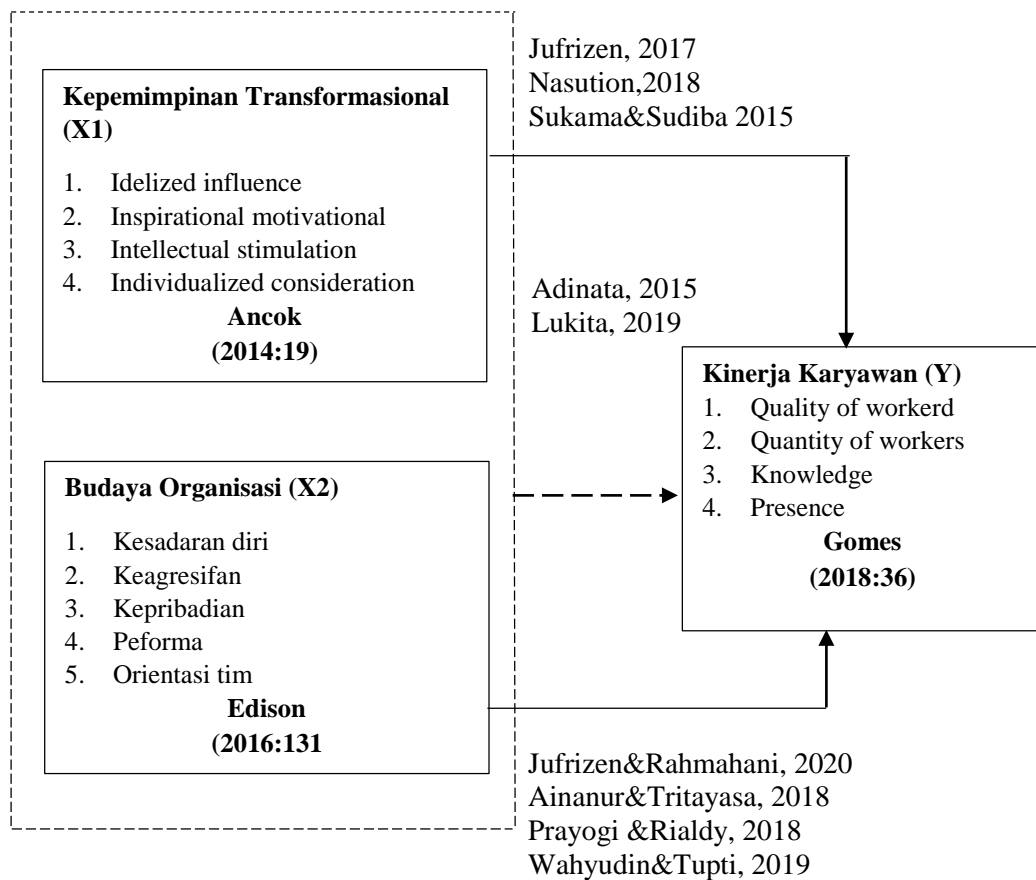 Jufrizen, 2017
Nasution,2018
Sukama&Sudiba 2015
Kepemimpinan Transformasional
(X1)
1. Idelized influence
2. Inspirational motivational
3. Intellectual stimulation
4. Individualized consideration
Ancok
(2014:19)
Adinata, 2015
Lukita, 2019
Kinerja Karyawan (Y)
1. Quality of workerd
2. Quantity of workers
3. Knowledge
4. Presence
Gomes
(2018:36)
Budaya Organisasi (X2)
1. Kesadaran diri
2. Keagresifan
3. Kepribadian
4. Peforma
5. Orientasi tim
Edison
(2016:131
Jufrizen&Rahmahani, 2020
Ainanur&Tritayasa, 2018
Prayogi &Rialdy, 2018
Wahyudin&Tupti, 2019